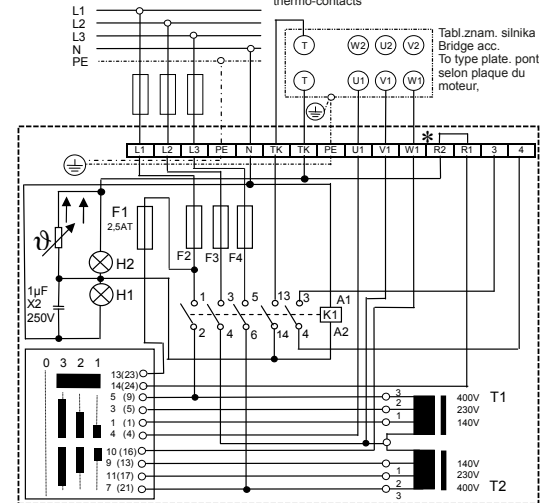 thermo-contacts
L1
L2
L3
N
PE
T W2 U2 V2
T U1 V1 W1
Tabl.znam. silnika
Bridge acc.
To type plate. pont
selon plaque du
moteur,
*
L1 L2 L3 PE N TK TK PE U1 V1 W1 R2 R1 3 4
ϑ
F1
2,5AT
F2 F3 F4
H2
H1
1µF
X2
250V
1 3 5 13 3
2 4 6 14 4
A1
K1
A2
0 3 2 1
13(23)
14(24)
5 (9)
3 (5)
1 (1)
4 (4)
10 (16)
9 (13)
11(17)
7 (21)
3 400V T1
2 230V
1 140V
140V
1 230V
2 400V T2
3